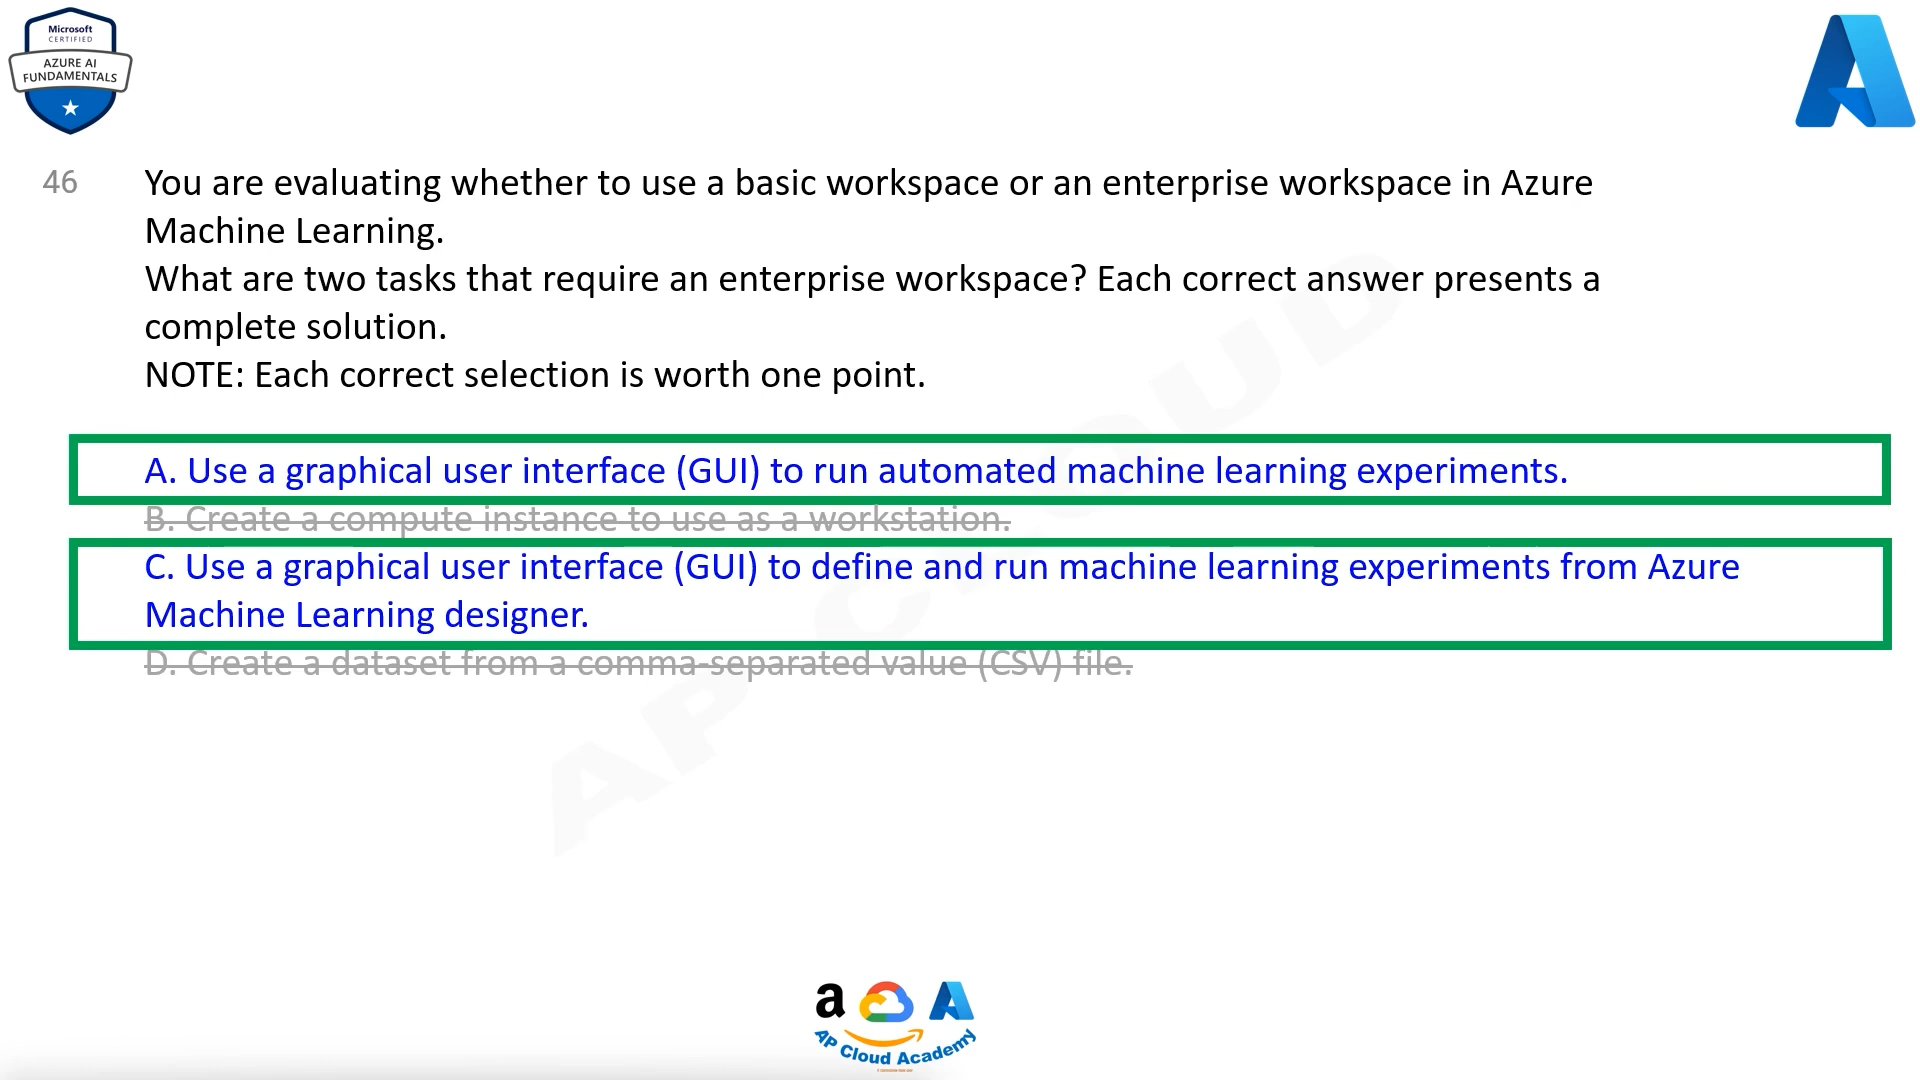 Microsoft
CERTIFIED
AZURE AI
FUNDAMENTALS
46
You are evaluating whether to use a basic workspace or an enterprise workspace in Azure
Machine Learning.
What are two tasks that require an enterprise workspace? Each correct answer presents a
complete solution.
NOTE: Each correct selection is worth one point.
A. Use a graphical user interface (GUI) to run automated machine learning experiments.
B. Create a compute instance to use as a workstation.
C. Use a graphical user interface (GUI) to define and run machine learning experiments from Azure
Machine Learning designer.
D. Create a dataset from a comma-separated value (CSV) file.
AP CLOUD
a
AP Cloud Academy